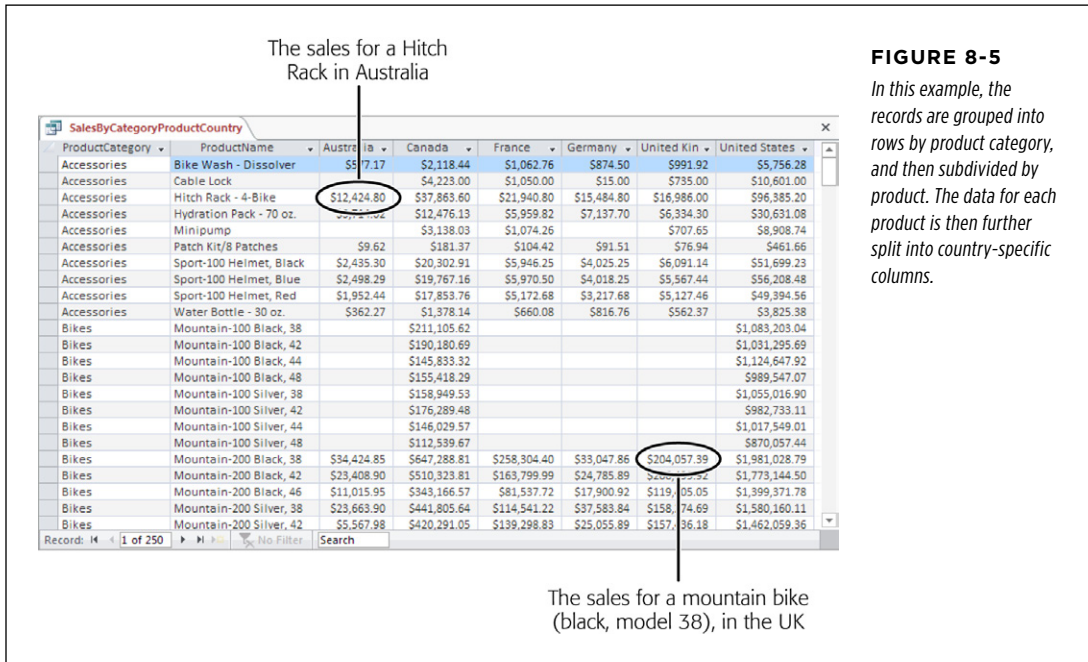 The sales for a Hitch
Rack in Australia
FIGURE 8-5
In this example, the
records are grouped into
rows by product category,
and then subdivided by
product. The data for each
product is then further
split into country-specific
columns.
SalesByCategoryProductCountry
ProductCategory ProductName Australia Canada France Germany United Kin United States
Accessories Bike Wash - Dissolver $2,118.44 $1,062.76 $874.50 $991.92 $5,756.28
Accessories Cable Lock $4,223.00 $1,050.00 $15.00 $735.00 $10,601.00
Accessories Hitch Rack - 4-Bike $12,424.80 $37,863.60 $21,940.80 $15,484.80 $16,986.00 $96,385.20
Accessories Hydration Pack - 70 oz. $12,476.13 $5,959.82 $7,137.70 $6,334.30 $30,631.08
Accessories Minipump $3,138.03 $1,074.26 $707.65 $8,908.74
Accessories Patch Kit/8 Patches $9.62 $181.37 $104.42 $91.51 $76.94 $461.66
Accessories Sport-100 Helmet, Black $2,435.30 $20,302.91 $5,946.25 $4,025.25 $6,091.14 $51,699.23
Accessories Sport-100 Helmet, Blue $2,498.29 $19,767.16 $5,970.50 $4,018.25 $5,567.44 $56,208.48
Accessories Sport-100 Helmet, Red $1,952.44 $17,853.76 $5,172.68 $3,217.68 $5,127.46 $49,394.56
Accessories Water Bottle - 30 oz. $362.27 $1,378.14 $660.08 $816.76 $562.37 $3,825.38
Bikes Mountain-100 Black, 38 $211,105.62 $1,083,203.04
Bikes Mountain-100 Black, 42 $190,180.69 $1,031,295.69
Bikes Mountain-100 Black, 44 $145,833.32 $1,124,647.92
Bikes Mountain-100 Black, 48 $155,418.29 $989,547.07
Bikes Mountain-100 Silver, 38 $158,949.53 $1,055,016.90
Bikes Mountain-100 Silver, 42 $176,289.48 $982,733.11
Bikes Mountain-100 Silver, 44 $146,029.57 $1,017,549.01
Bikes Mountain-100 Silver, 48 $112,539.67 $870,057.44
Bikes Mountain-200 Black, 38 $34,424.85 $647,288.81 $258,304.40 $33,047.86 $204,057.39 $1,981,028.79
Bikes Mountain-200 Black, 42 $23,408.90 $510,323.81 $163,799.99 $24,785.89 $1,773,144.50
Bikes Mountain-200 Black, 46 $11,015.95 $343,166.57 $81,537.72 $17,900.92 $1,399,371.78
Bikes Mountain-200 Silver, 38 $23,663.90 $441,805.64 $114,541.22 $37,583.84 $1,580,160.11
Bikes Mountain-200 Silver, 42 $5,567.98 $420,291.05 $139,298.83 $25,055.89 $1,462,059.36
Record: 1 of 250 No Filter Search
The sales for a mountain bike
(black, model 38), in the UK